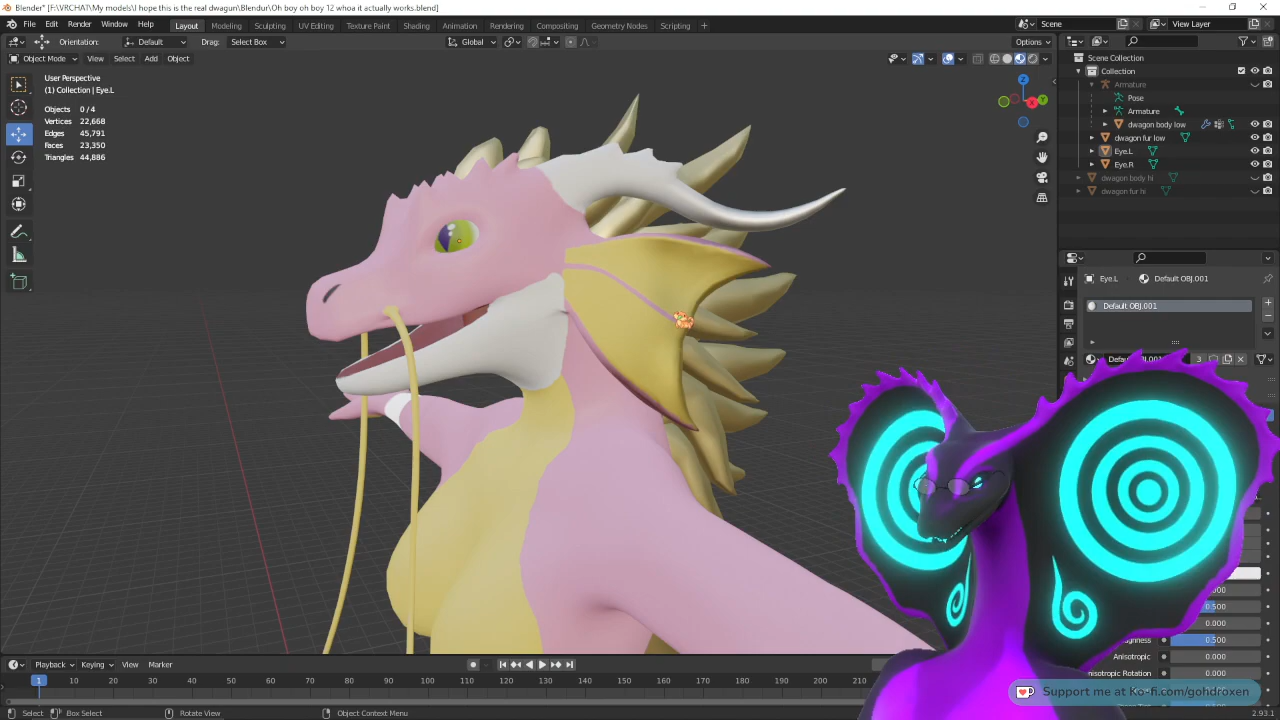 Blender* [F:\VRCHAT\My models\I hope this is the real dwagun\Blendur\Oh boy oh boy 12 whoa it actually works.blend]
File Edit Render Window Help Layout Modeling Sculpting UV Editing Texture Paint Shading Animation Rendering Compositing Geometry Nodes Scripting + Scene View Layer
Orientation: Default Drag: Select Box Global Options
Object Mode View Select Add Object
Scene Collection
Collection
Armature
Pose
Armature
dwagon body low
dwagon fur low
Eye.L
Eye.R
dwagon body hi
dwagon fur hi
User Perspective
(1) Collection | Eye.L
Objects 0 / 4
Vertices 22,668
Edges 45,791
Faces 23,350
Triangles 44,886
X
Y
Z
Eye.L Default OBJ.001
Default OBJ.001
Default OBJ.001 3
0.500
0.000
0.500
Anisotropic 0.000
Anisotropic Rotation 0.000
Support me at Ko-fi.com/gohdroxen
Playback Keying View Marker
1 10 20 30 40 50 60 70 80 90 100 110 120 130 140 150 160 170 180 190 200 210
Select Box Select Rotate View Object Context Menu 2.93.1